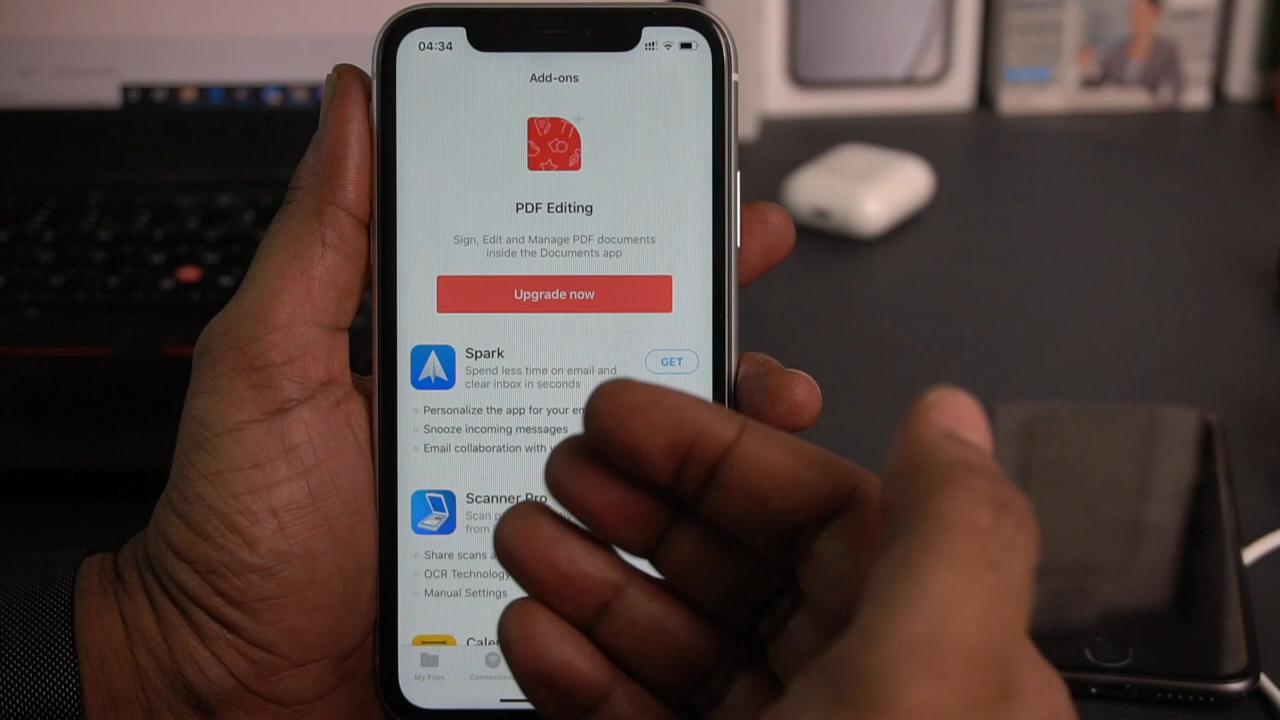 04:34
Add-ons
PDF Editing
Sign, Edit and Manage PDF documents
inside the Documents app
Upgrade now
Spark
GET
Spend less time on email and
clear inbox in seconds
Personalize the app for your
Snooze incoming messages
Email collaboration with
Scanner Pro
Scan
from
Share scans
OCR Technology
Manual Settings
My Files